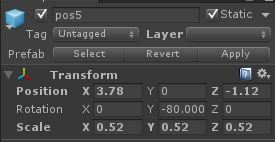 pos5 Static
Tag Untagged Layer
Prefab Select Revert Apply
Transform
Position X 3.78 Y 0 Z -1.12
Rotation X 0 Y -80.000 Z 0
Scale X 0.52 Y 0.52 Z 0.52